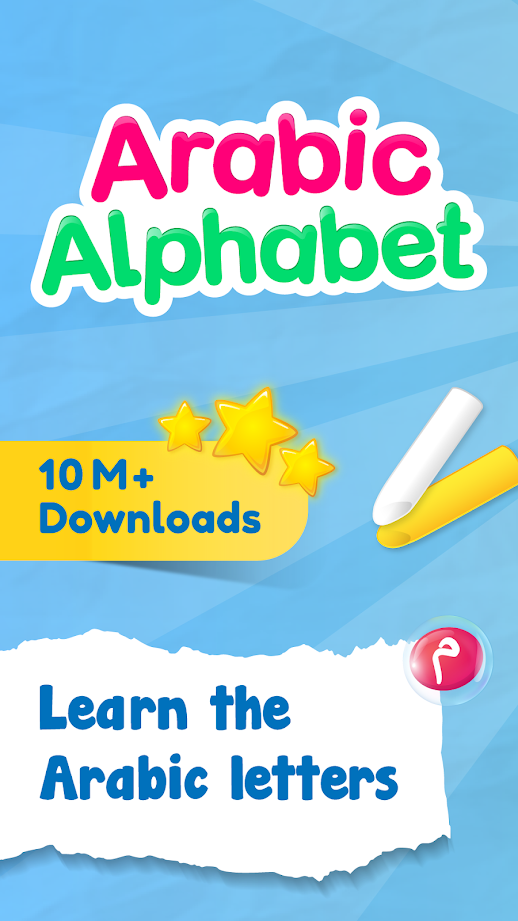 Arabic
Alphabet
10 M+
Downloads
م
Learn the
Arabic letters